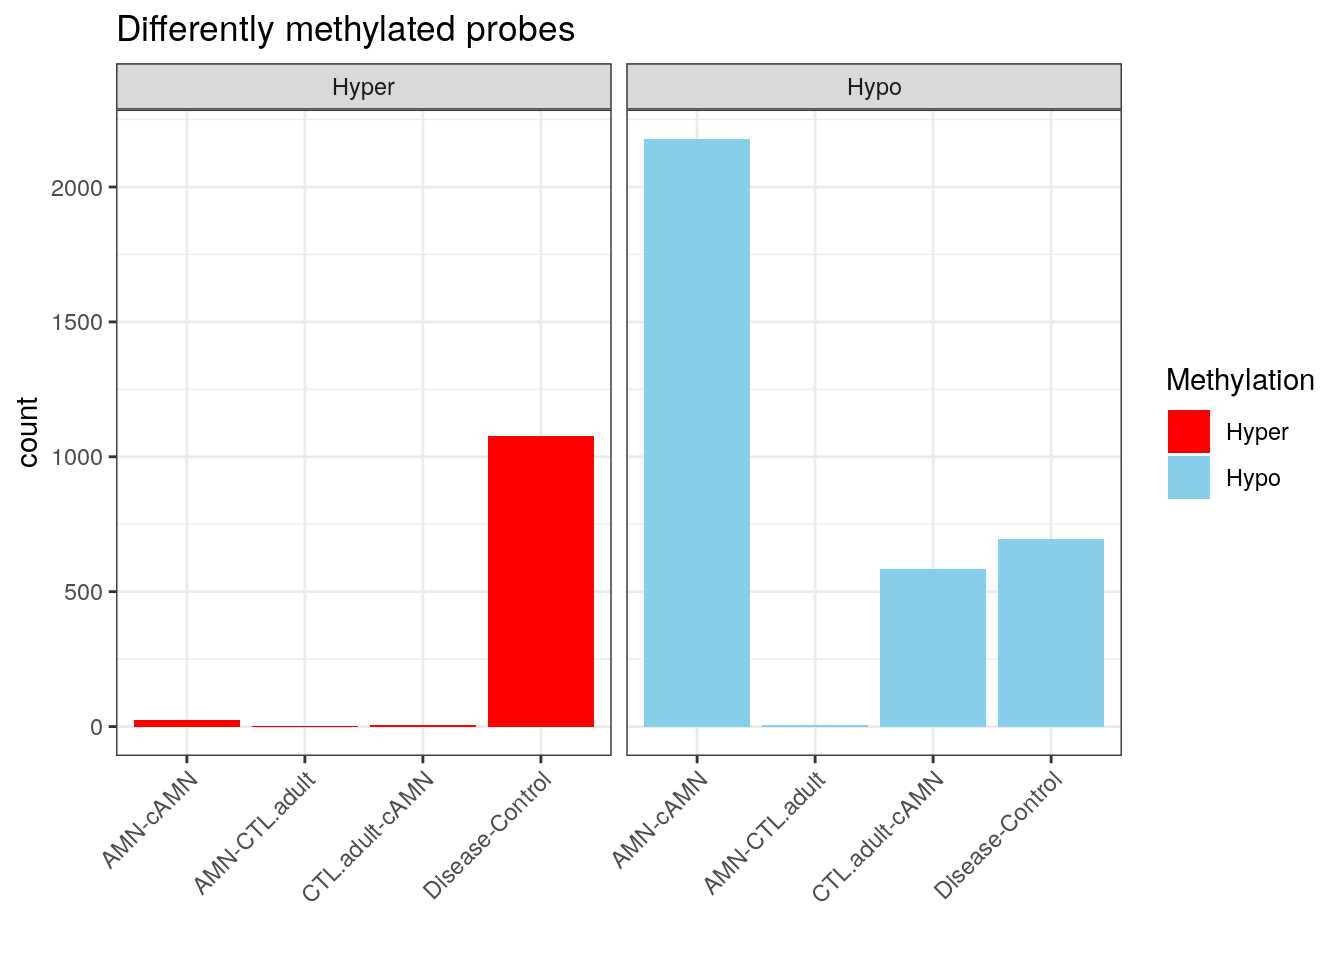 Differently methylated probes
Hyper
Hypo
2000
1500
1000
500
0
count
AMN-cAMN
AMN-CTL.adult
CTL.adult-cAMN
Disease-Control
AMN-cAMN
AMN-CTL.adult
CTL.adult-cAMN
Disease-Control
Methylation
Hyper
Hypo